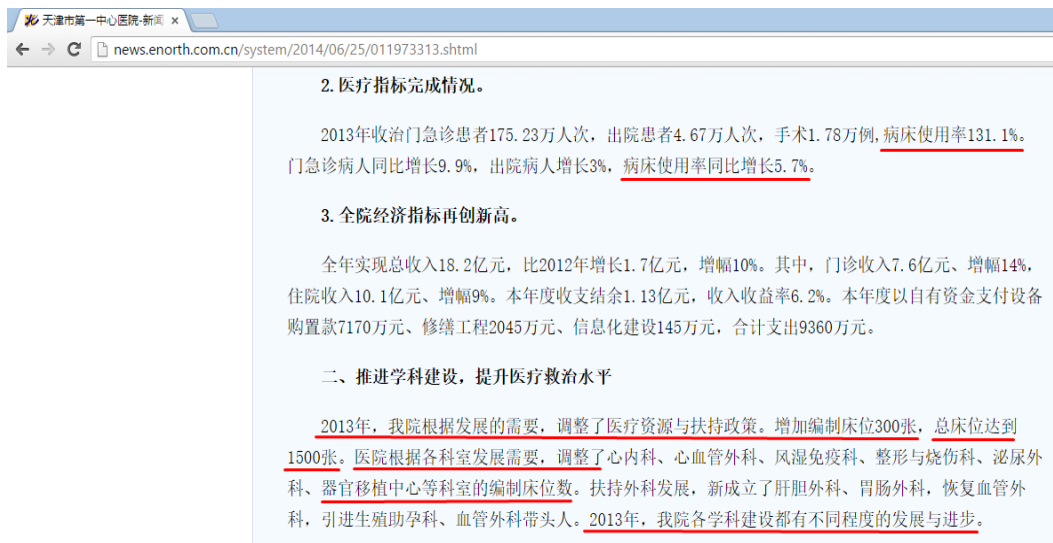 天津市第一中心医院-新闻
news.enorth.com.cn/system/2014/06/25/011973313.shtml
2.医疗指标完成情况。
2013年收治门急诊患者175.23万人次，出院患者4.67万人次，手术1.78万例,病床使用率131.1%。
门急诊病人同比增长9.9%，出院病人增长3%，病床使用率同比增长5.7%。
3.全院经济指标再创新高。
全年实现总收入18.2亿元，比2012年增长1.7亿元，增幅10%。其中，门诊收入7.6亿元、增幅14%，
住院收入10.1亿元、增幅9%。本年度收支结余1.13亿元，收入收益率6.2%。本年度以自有资金支付设备
购置款7170万元、修缮工程2045万元、信息化建设145万元，合计支出9360万元。
二、推进学科建设，提升医疗救治水平
2013年，我院根据发展的需要，调整了医疗资源与扶持政策。增加编制床位300张，总床位达到
1500张。医院根据各科室发展需要，调整了心内科、心血管外科、风湿免疫科、整形与烧伤科、泌尿外
科、器官移植中心等科室的编制床位数。扶持外科发展，新成立了肝胆外科、胃肠外科，恢复血管外
科，引进生殖助孕科、血管外科带头人。2013年，我院各学科建设都有不同程度的发展与进步。